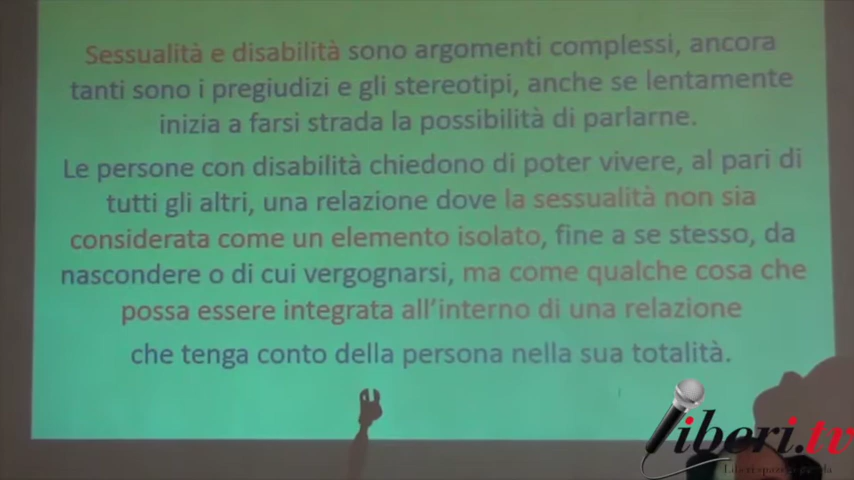 Sessualità e disabilità sono argomenti complessi, ancora
tanti sono i pregiudizi e gli stereotipi, anche se lentamente
inizia a farsi strada la possibilità di parlarne.
Le persone con disabilità chiedono di poter vivere, al pari di
tutti gli altri, una relazione dove la sessualità non sia
considerata come un elemento isolato, fine a se stesso, da
nascondere o di cui vergognarsi, ma come qualche cosa che
possa essere integrata all'interno di una relazione
che tenga conto della persona nella sua totalità.
liberi.tv